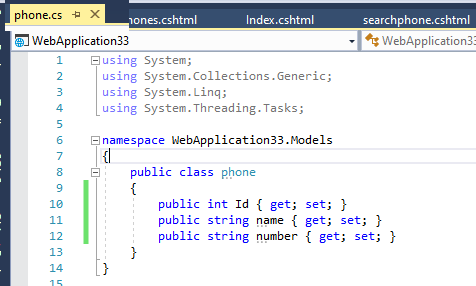 phone.cs
hones.cshtml
Index.cshtml
searchphone.cshtml
WebApplication33
WebApplication33
1 using System;
2 using System.Collections.Generic;
3 using System.Linq;
4 using System.Threading.Tasks;
5
6 namespace WebApplication33.Models
7 {
8 public class phone
9 {
10 public int Id { get; set; }
11 public string name { get; set; }
12 public string number { get; set; }
13 }
14 }